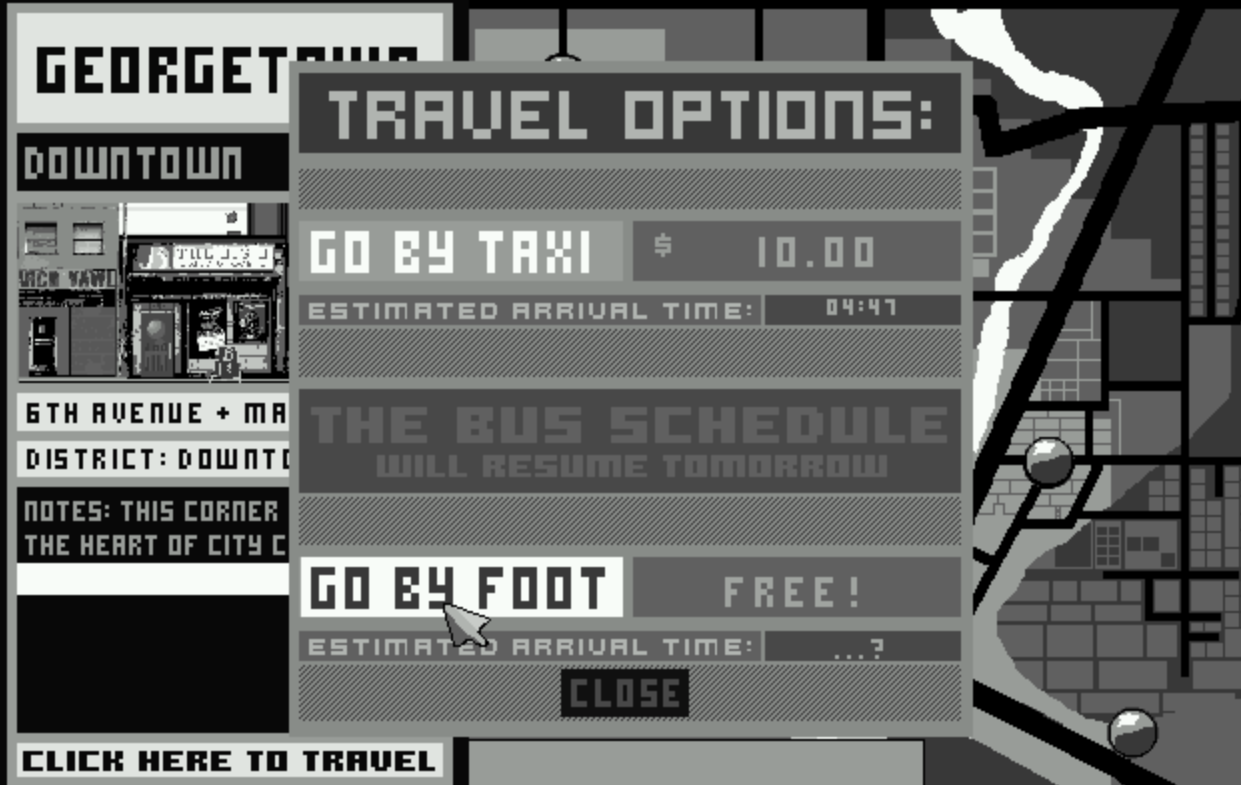 GEORGETOWN
DOWNTOWN
6TH AVENUE + MA
DISTRICT: DOWNTO
NOTES: THIS CORNER
THE HEART OF CITY C
CLICK HERE TO TRAVEL
TRAVEL OPTIONS:
GO BY TAXI $ 10.00
ESTIMATED ARRIVAL TIME: 04:47
THE BUS SCHEDULE
WILL RESUME TOMORROW
GO BY FOOT FREE!
ESTIMATED ARRIVAL TIME: ...?
CLOSE